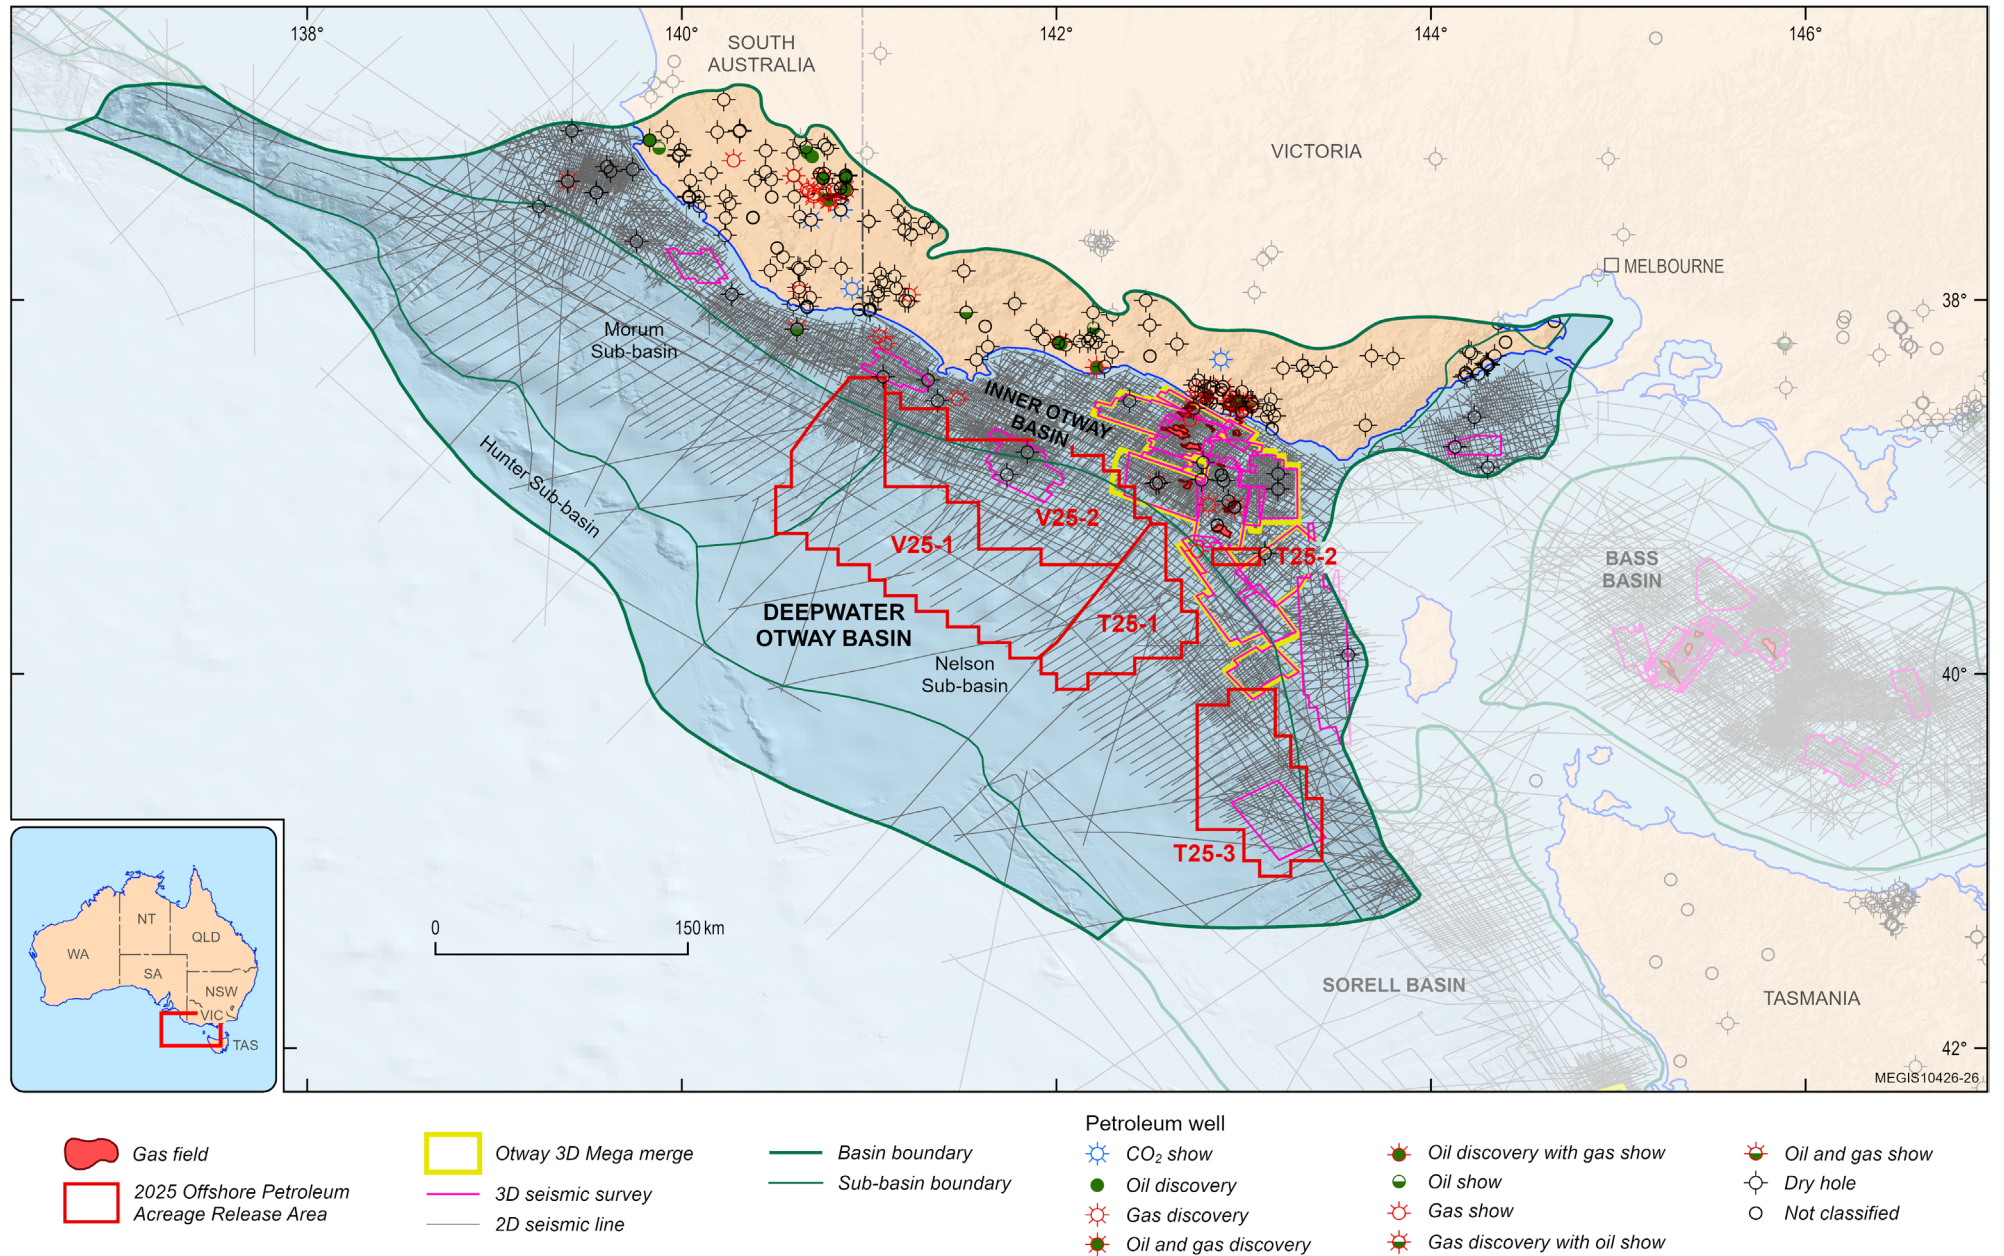 138°
140°
142°
144°
146°
SOUTH
AUSTRALIA
VICTORIA
MELBOURNE
38°
Morum
Sub-basin
INNER OTWAY
BASIN
Hunter Sub-basin
V25-2
V25-1
T25-2
BASS
BASIN
DEEPWATER
OTWAY BASIN
T25-1
Nelson
Sub-basin
40°
T25-3
0
150 km
SORELL BASIN
TASMANIA
42°
MEGIS10426-26
NT
QLD
WA
SA
NSW
VIC
TAS
Gas field
2025 Offshore Petroleum
Acreage Release Area
Otway 3D Mega merge
3D seismic survey
2D seismic line
Basin boundary
Sub-basin boundary
Petroleum well
CO₂ show
Oil discovery
Gas discovery
Oil and gas discovery
Oil discovery with gas show
Oil show
Gas show
Gas discovery with oil show
Oil and gas show
Dry hole
Not classified